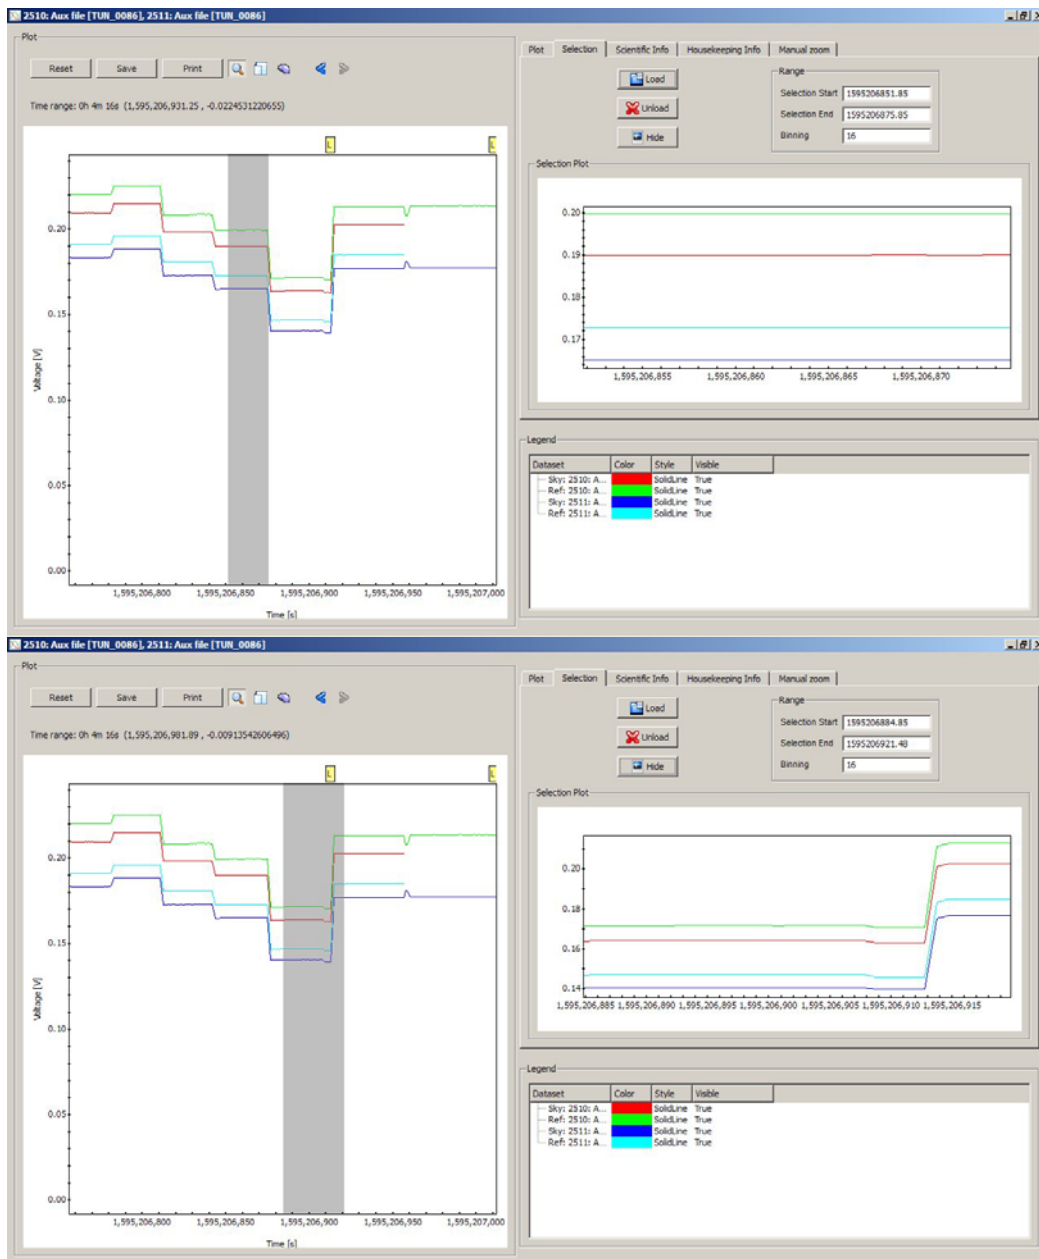 2510: Aux file [TUN_0086], 2511: Aux file [TUN_0086]
Plot
Reset Save Print
Time range: 0h 4m 16s (1,595,206,931.25 , -0.0224531220655)
L L
0.20
0.15
0.10
0.05
0.00
Voltage [V]
1,595,206,800 1,595,206,850 1,595,206,900 1,595,206,950 1,595,207,000
Time [s]
Plot Selection Scientific Info Housekeeping Info Manual zoom
Load
Unload
Hide
Range
Selection Start 1595206851.85
Selection End 1595206875.85
Binning 16
Selection Plot
0.20
0.19
0.18
0.17
1,595,206,855 1,595,206,860 1,595,206,865 1,595,206,870
Legend
Dataset Color Style Visible
Sky: 2510: A... SolidLine True
Ref: 2510: A... SolidLine True
Sky: 2511: A... SolidLine True
Ref: 2511: A... SolidLine True
2510: Aux file [TUN_0086], 2511: Aux file [TUN_0086]
Plot
Reset Save Print
Time range: 0h 4m 16s (1,595,206,981.89 , -0.00913542606496)
L L
0.20
0.15
0.10
0.05
0.00
Voltage [V]
1,595,206,800 1,595,206,850 1,595,206,900 1,595,206,950 1,595,207,000
Time [s]
Plot Selection Scientific Info Housekeeping Info Manual zoom
Load
Unload
Hide
Range
Selection Start 1595206884.85
Selection End 1595206921.48
Binning 16
Selection Plot
0.20
0.18
0.16
0.14
1,595,206,885 1,595,206,890 1,595,206,895 1,595,206,900 1,595,206,905 1,595,206,910 1,595,206,915
Legend
Dataset Color Style Visible
Sky: 2510: A... SolidLine True
Ref: 2510: A... SolidLine True
Sky: 2511: A... SolidLine True
Ref: 2511: A... SolidLine True